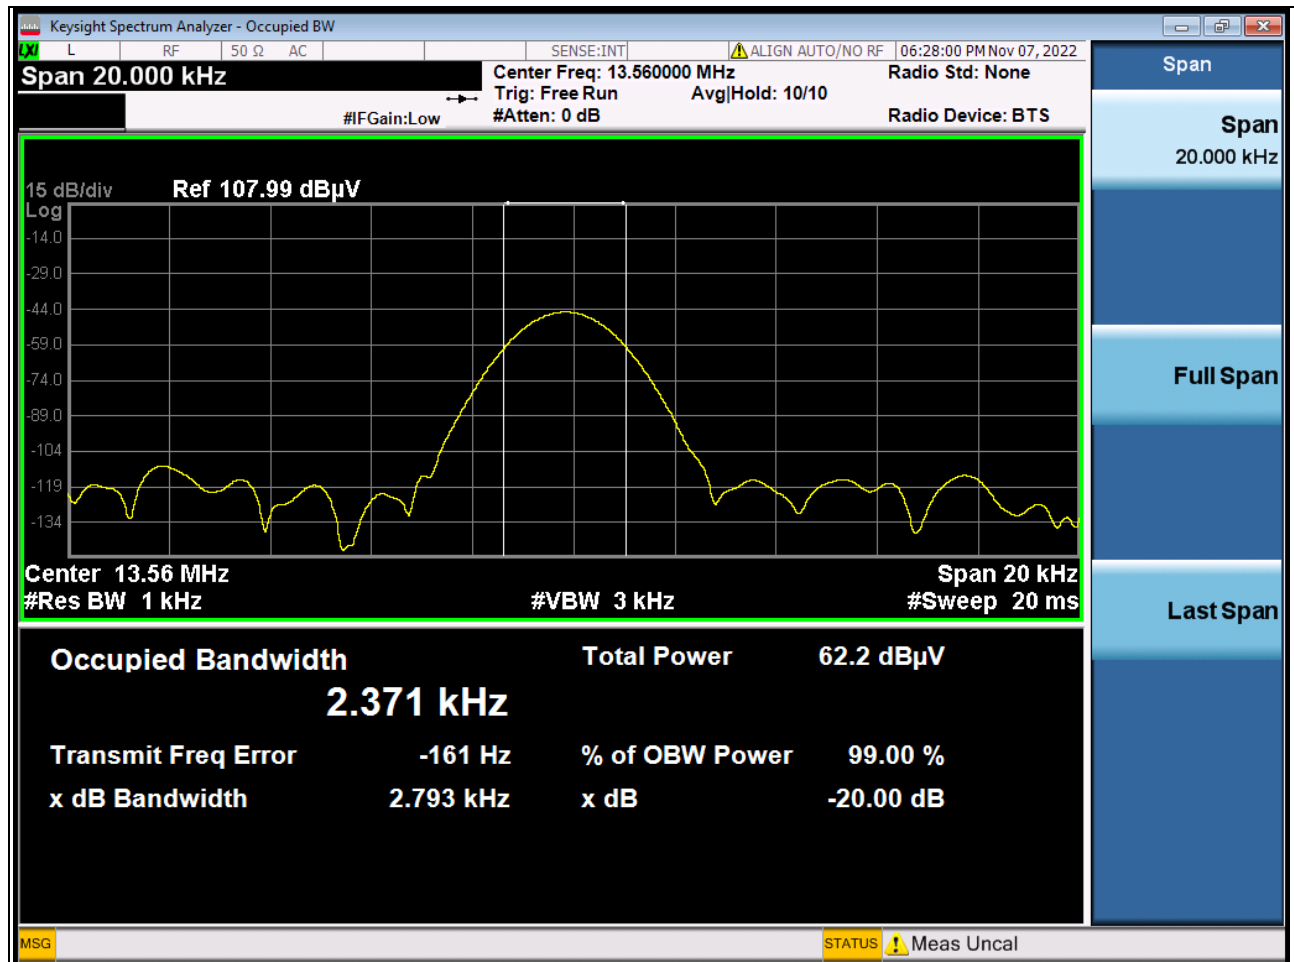 Keysight Spectrum Analyzer - Occupied BW
LXI L RF 50 Ω AC SENSE:INT ALIGN AUTO/NO RF 06:28:00 PM Nov 07, 2022
Span 20.000 kHz
Center Freq: 13.560000 MHz Radio Std: None
Trig: Free Run Avg|Hold: 10/10
#IFGain:Low #Atten: 0 dB Radio Device: BTS
15 dB/div Ref 107.99 dBµV
Log
-14.0
-29.0
-44.0
-59.0
-74.0
-89.0
-104
-119
-134
Center 13.56 MHz Span 20 kHz
#Res BW 1 kHz #VBW 3 kHz #Sweep 20 ms
Occupied Bandwidth Total Power 62.2 dBµV
2.371 kHz
Transmit Freq Error -161 Hz % of OBW Power 99.00 %
x dB Bandwidth 2.793 kHz x dB -20.00 dB
Span
Span
20.000 kHz
Full Span
Last Span
MSG STATUS Meas Uncal